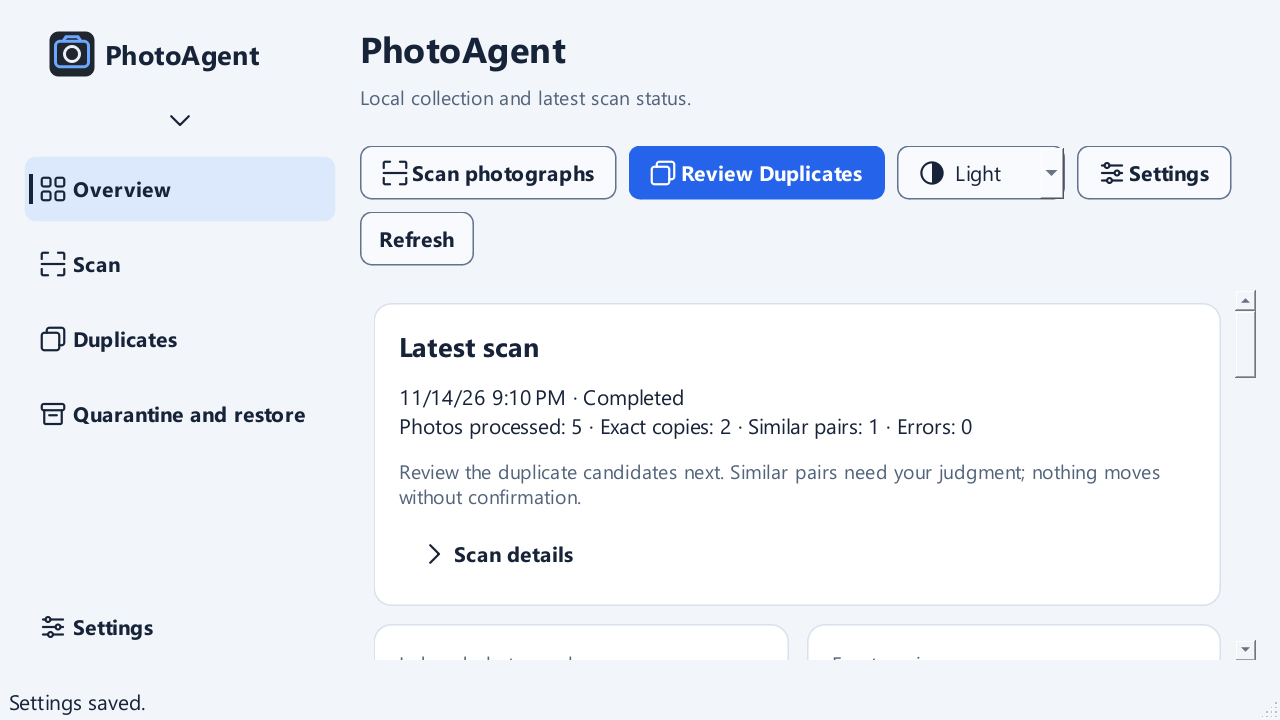 PhotoAgent
PhotoAgent
Local collection and latest scan status.
Scan photographs
Review Duplicates
Light
Settings
Refresh
Overview
Scan
Duplicates
Quarantine and restore
Settings
Latest scan
11/14/26 9:10 PM · Completed
Photos processed: 5 · Exact copies: 2 · Similar pairs: 1 · Errors: 0
Review the duplicate candidates next. Similar pairs need your judgment; nothing moves
without confirmation.
Scan details
Settings saved.